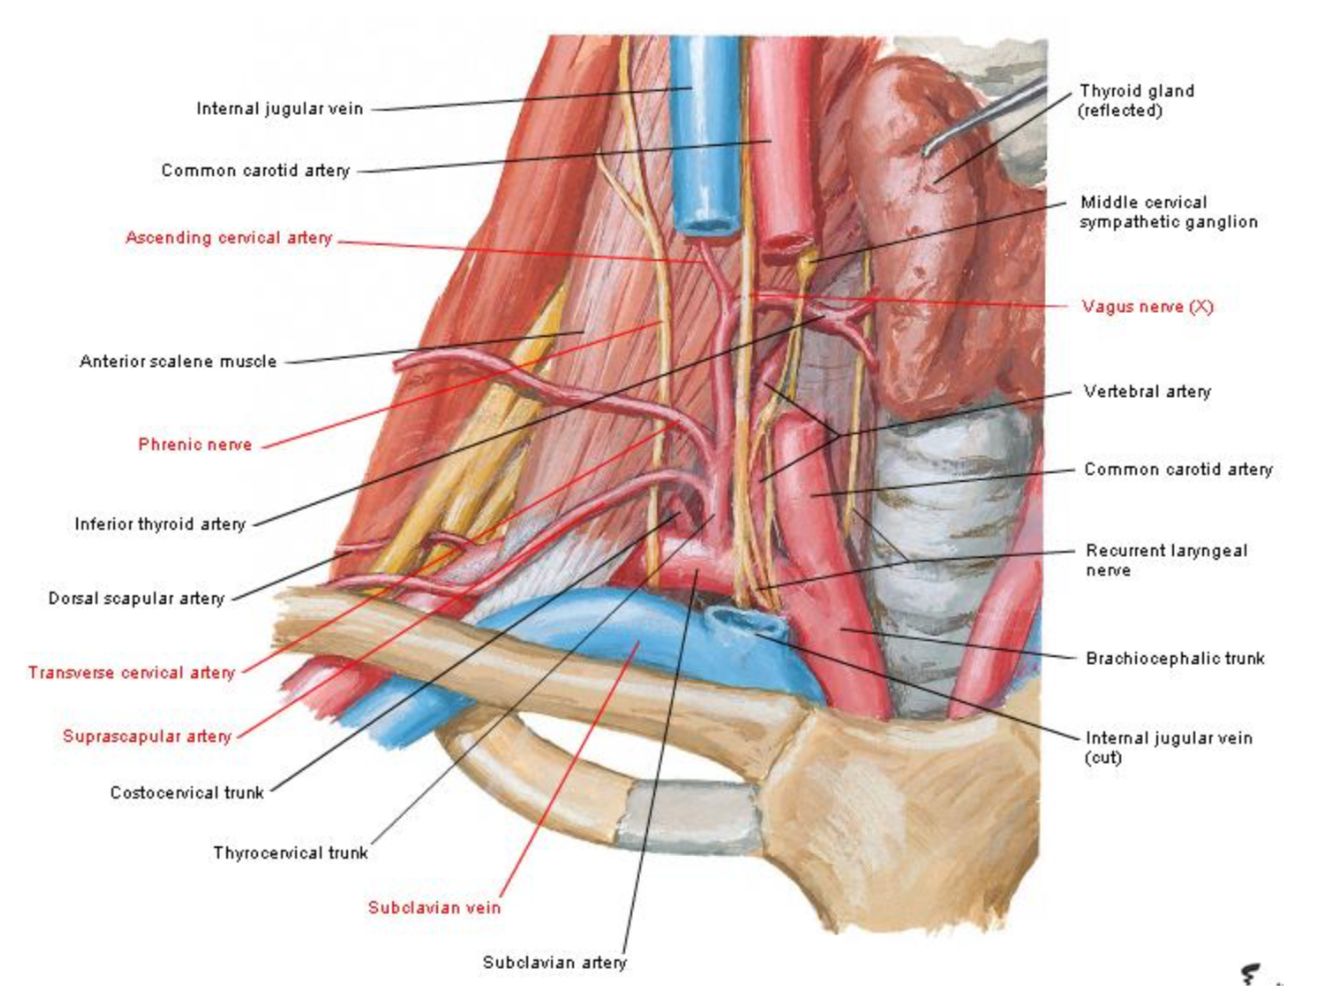 Internal jugular vein
Common carotid artery
Ascending cervical artery
Anterior scalene muscle
Phrenic nerve
Inferior thyroid artery
Dorsal scapular artery
Transverse cervical artery
Suprascapular artery
Costocervical trunk
Thyrocervical trunk
Subclavian vein
Subclavian artery
Thyroid gland
(reflected)
Middle cervical
sympathetic ganglion
Vagus nerve (X)
Vertebral artery
Common carotid artery
Recurrent laryngeal
nerve
Brachiocephalic trunk
Internal jugular vein
(cut)